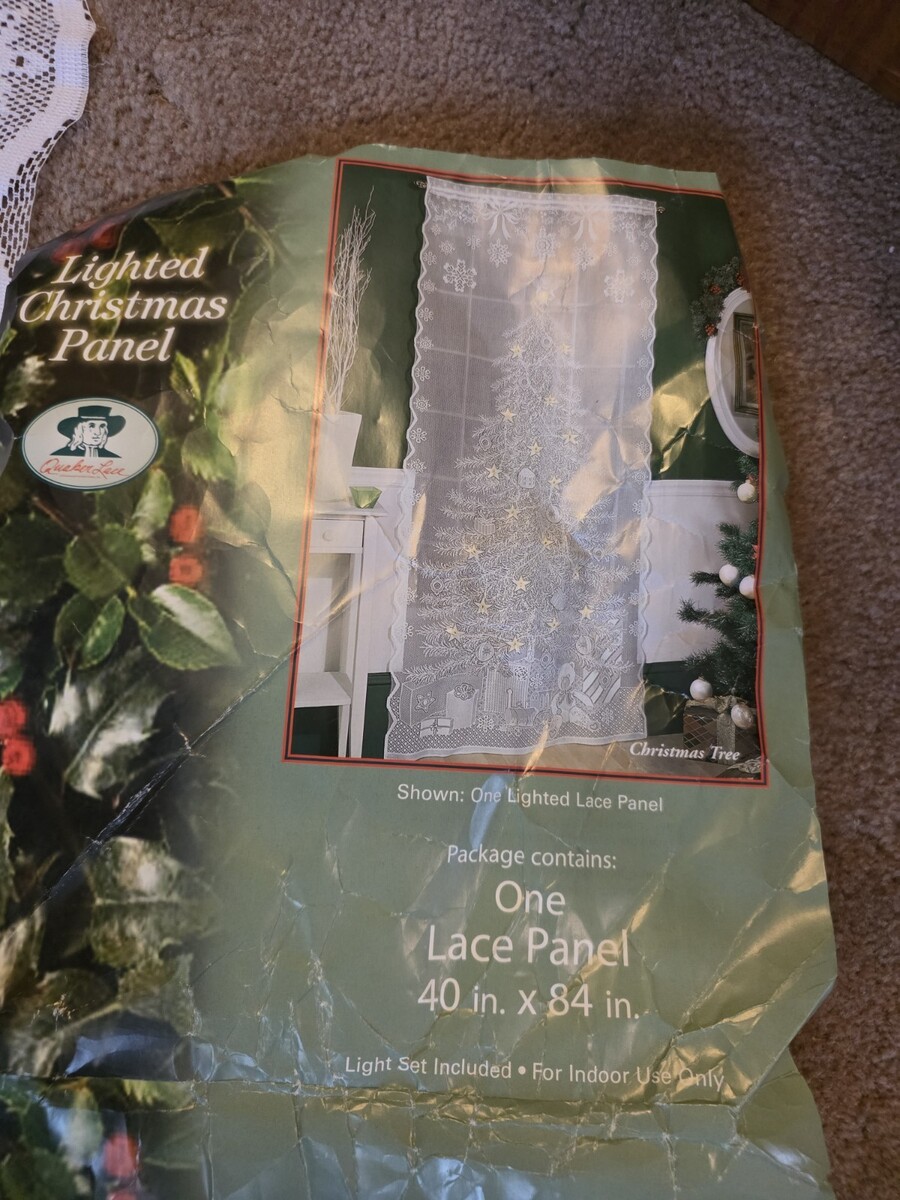 Lighted
Christmas
Panel
Quaker Lace
Christmas Tree
Shown: One Lighted Lace Panel
Package contains:
One
Lace Panel
40 in. x 84 in.
Light Set Included • For Indoor Use Only